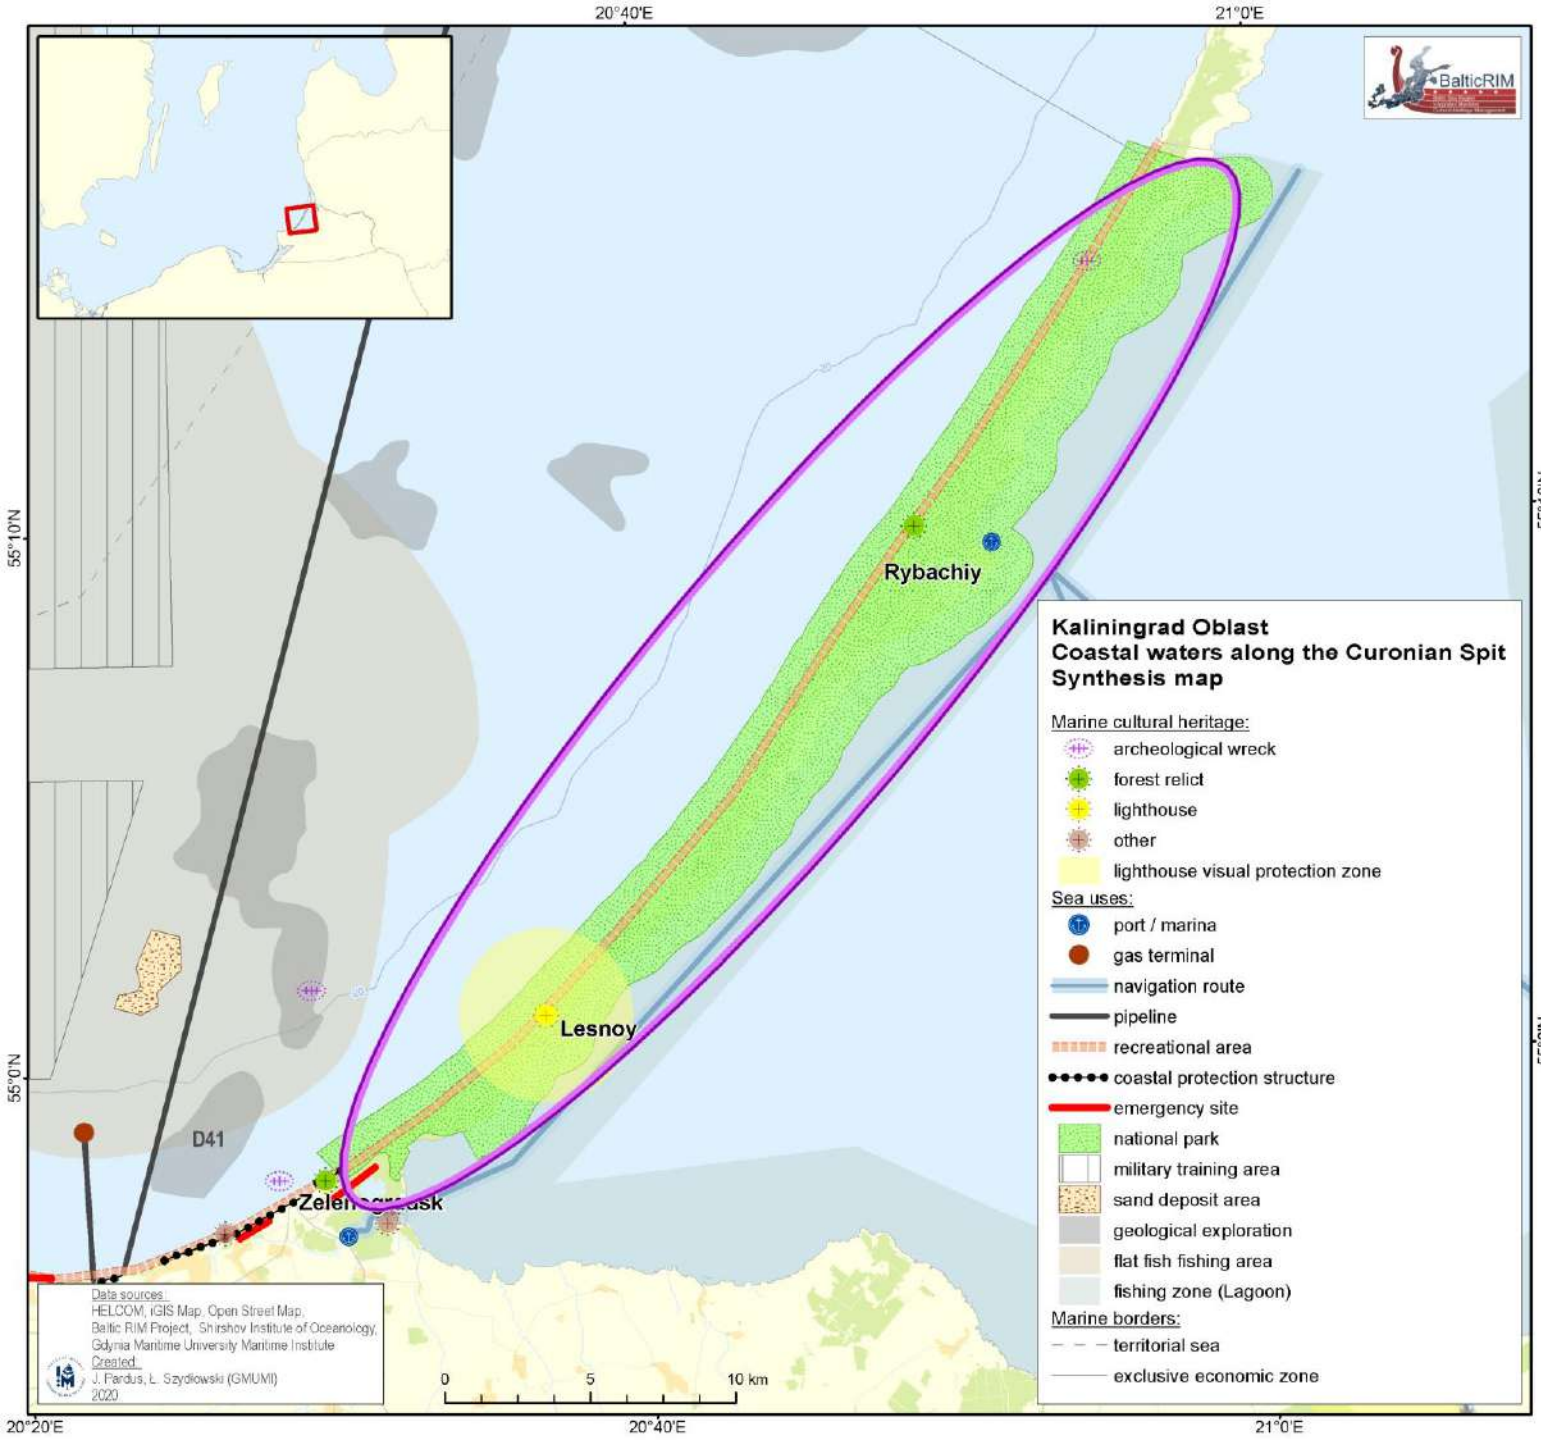 20°40'E
21°0'E
BalticRIM
55°10'N
Rybachiy
Kaliningrad Oblast
Coastal waters along the Curonian Spit
Synthesis map
Marine cultural heritage:
archeological wreck
forest relict
lighthouse
other
lighthouse visual protection zone
Sea uses:
port / marina
gas terminal
navigation route
pipeline
recreational area
coastal protection structure
emergency site
national park
military training area
sand deposit area
geological exploration
flat fish fishing area
fishing zone (Lagoon)
Marine borders:
territorial sea
exclusive economic zone
Lesnoy
55°0'N
D41
Zelenogradsk
Data sources:
HELCOM, iGIS Map, Open Street Map,
Baltic RIM Project, Shirshov Institute of Oceanology,
Gdynia Maritime University Maritime Institute
Created:
J. Pardus, Ł. Szydłowski (GMUMI)
2020
0 5 10 km
20°20'E
20°40'E
21°0'E